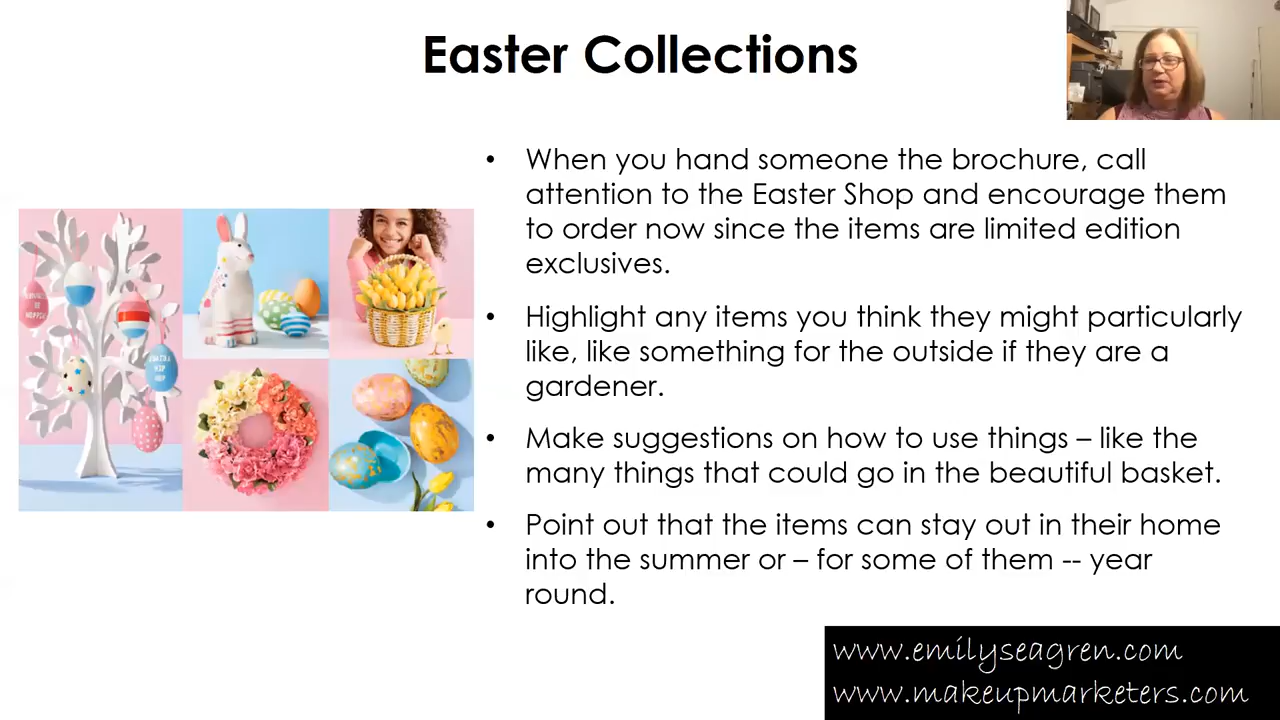 Easter Collections
• When you hand someone the brochure, call
attention to the Easter Shop and encourage them
to order now since the items are limited edition
exclusives.
• Highlight any items you think they might particularly
like, like something for the outside if they are a
gardener.
• Make suggestions on how to use things – like the
many things that could go in the beautiful basket.
• Point out that the items can stay out in their home
into the summer or – for some of them -- year
round.
www.emilyseagren.com
www.makeupmarketers.com